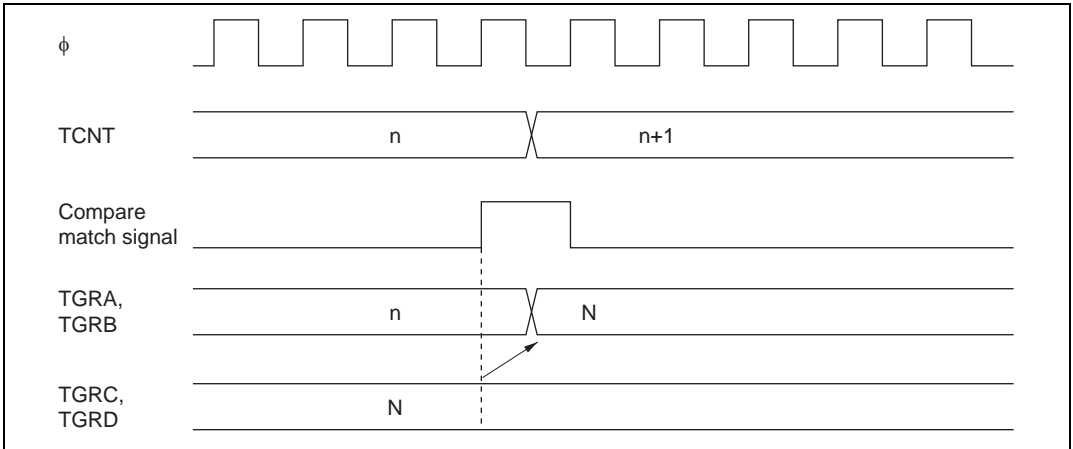 ϕ
TCNT
n
n+1
Compare
match signal
TGRA,
TGRB
n
N
TGRC,
TGRD
N